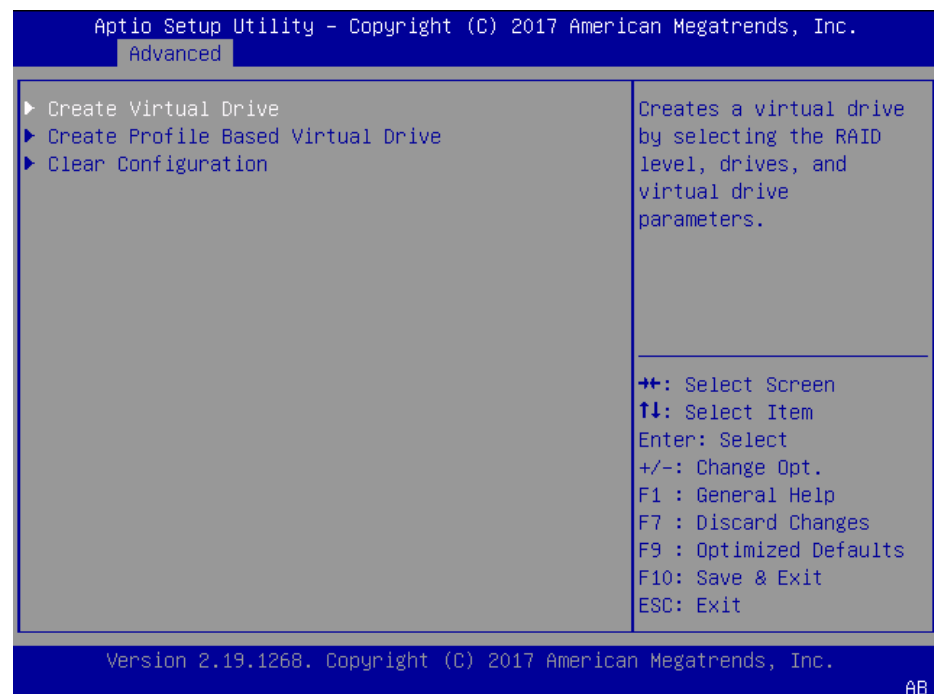 Aptio Setup Utility – Copyright (C) 2017 American Megatrends, Inc.
Advanced
▶ Create Virtual Drive
▶ Create Profile Based Virtual Drive
▶ Clear Configuration
Creates a virtual drive
by selecting the RAID
level, drives, and
virtual drive
parameters.
→←: Select Screen
↑↓: Select Item
Enter: Select
+/-: Change Opt.
F1 : General Help
F7 : Discard Changes
F9 : Optimized Defaults
F10: Save & Exit
ESC: Exit
Version 2.19.1268. Copyright (C) 2017 American Megatrends, Inc.
AB